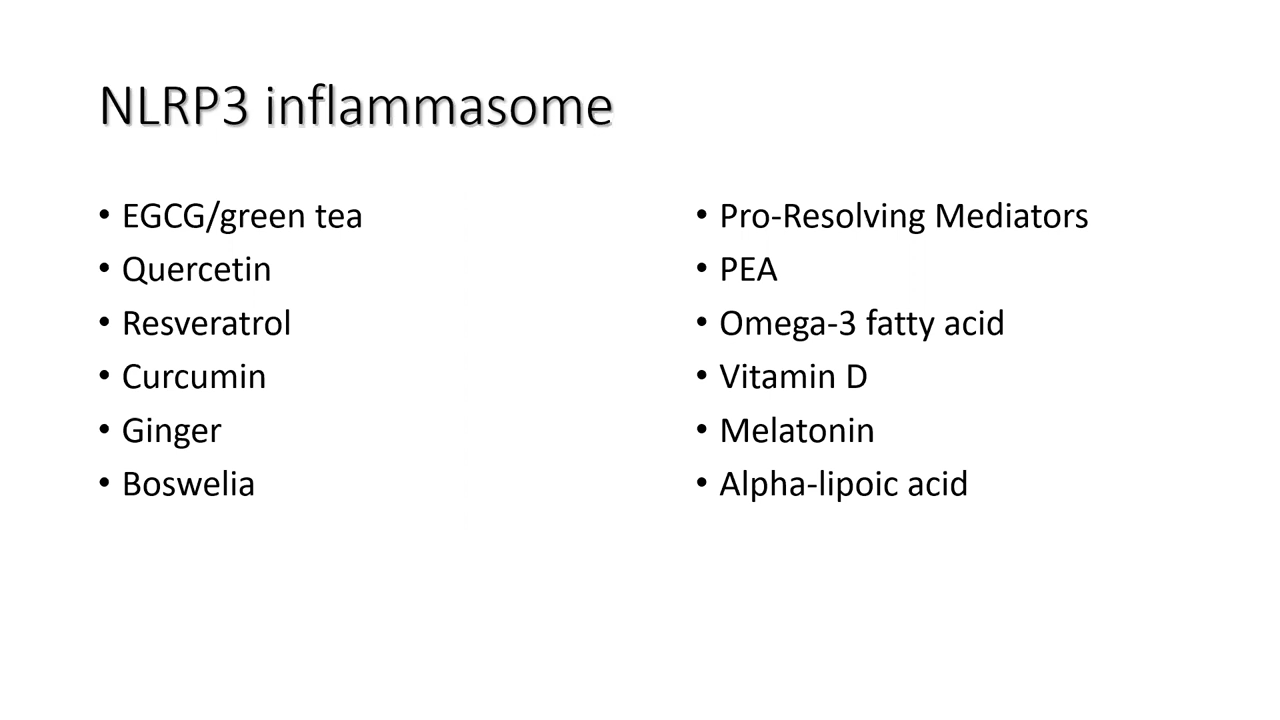 NLRP3 inflammasome
• EGCG/green tea
• Quercetin
• Resveratrol
• Curcumin
• Ginger
• Boswelia
• Pro-Resolving Mediators
• PEA
• Omega-3 fatty acid
• Vitamin D
• Melatonin
• Alpha-lipoic acid